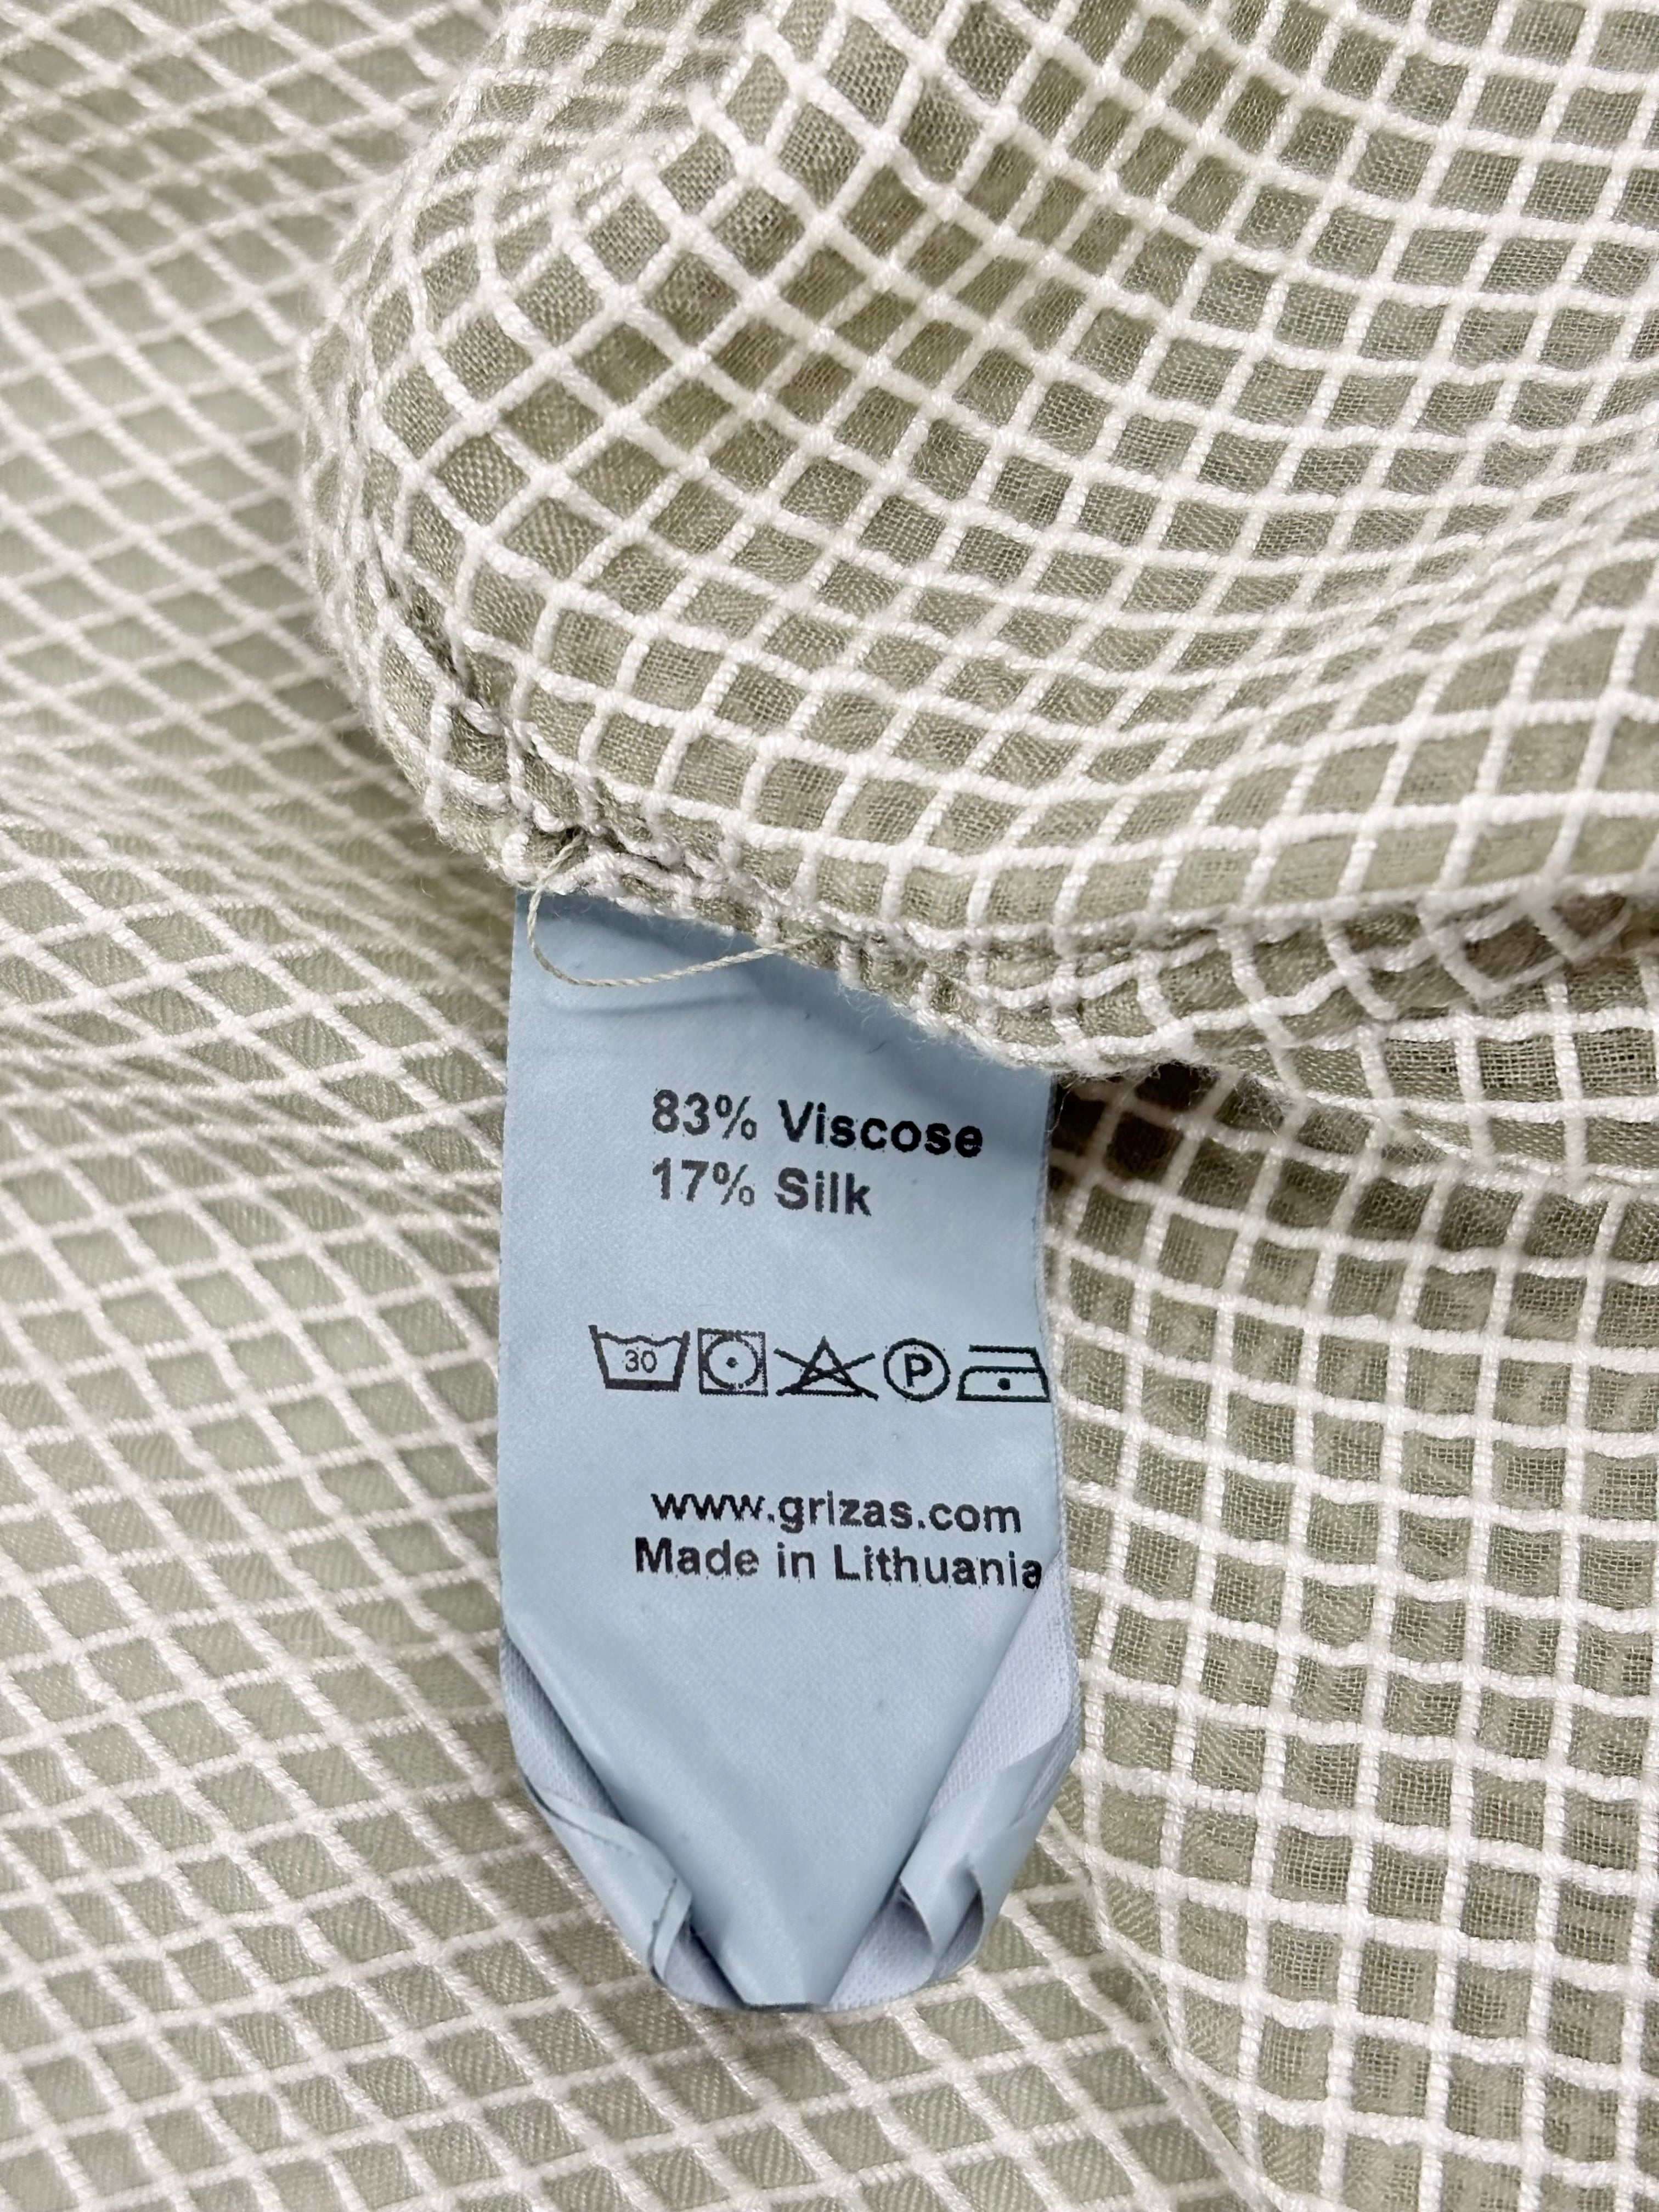 83% Viscose
17% Silk
30 P
www.grizas.com
Made in Lithuania